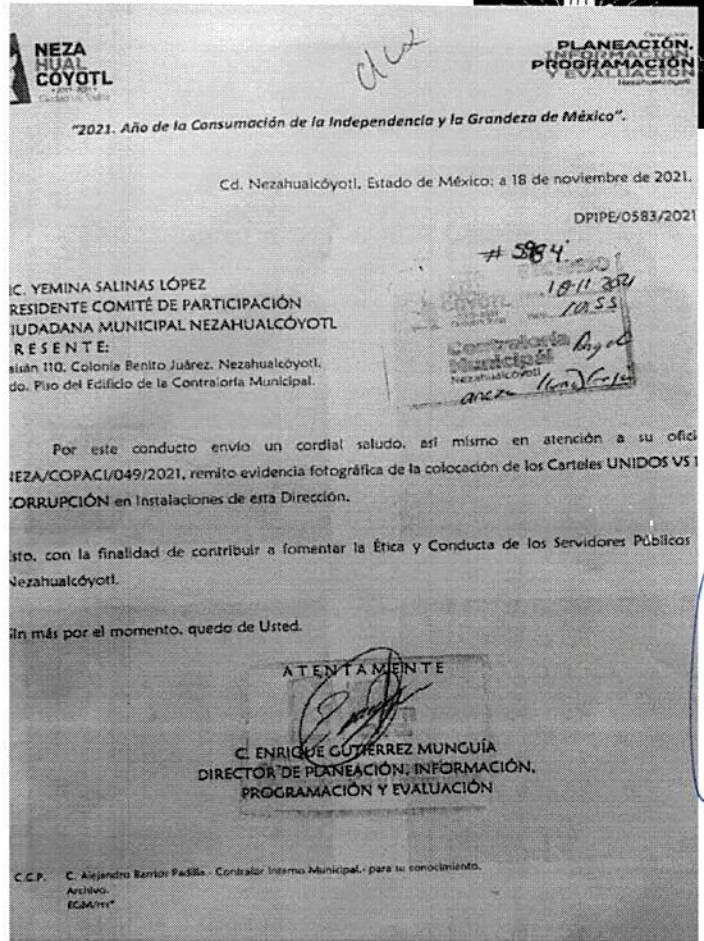 NEZA
HUAL
CÓYOTL
PLANEACIÓN,
INFORMACIÓN
PROGRAMACIÓN
Y EVALUACIÓN
Nezahualcóyotl
"2021. Año de la Consumación de la Independencia y la Grandeza de México".
Cd. Nezahualcóyotl, Estado de México; a 18 de noviembre de 2021.
DPIPE/0583/2021
# 5984
IC. YEMINA SALINAS LÓPEZ
RESIDENTE COMITÉ DE PARTICIPACIÓN
IUDADANA MUNICIPAL NEZAHUALCÓYOTL
R E S E N T E:
110, Colonia Benito Juárez, Nezahualcóyotl,
do. Piso del Edificio de la Contraloría Municipal.
18 11 2021
10:55
Contraloría
Municipal
Nezahualcóyotl
Por este conducto envío un cordial saludo, así mismo en atención a su ofici
IEZA/COPACI/049/2021, remito evidencia fotográfica de la colocación de los Carteles UNIDOS VS
CORRUPCIÓN en Instalaciones de esta Dirección.
sto, con la finalidad de contribuir a fomentar la Ética y Conducta de los Servidores Públicos
Nezahualcóyotl.
Sin más por el momento, quedo de Usted.
A T E N T A M E N T E
C. ENRIQUE GUTIÉRREZ MUNGUÍA
DIRECTOR DE PLANEACIÓN, INFORMACIÓN,
PROGRAMACIÓN Y EVALUACIÓN
C.C.P. C. Alejandro Barrios Padilla.- Contralor Interno Municipal.- para su conocimiento.
Archivo.
EGM/m*